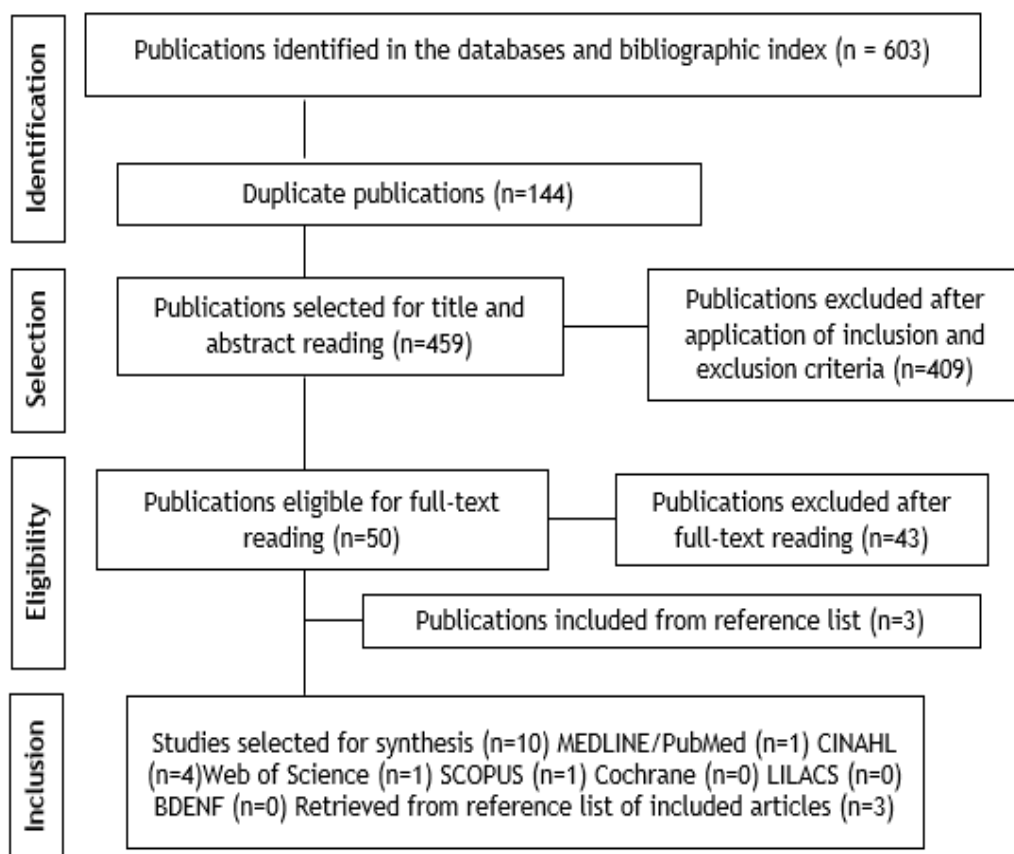 Identification
Publications identified in the databases and bibliographic index (n = 603)
Duplicate publications (n=144)
Selection
Publications selected for title and
abstract reading (n=459)
Publications excluded after
application of inclusion and
exclusion criteria (n=409)
Eligibility
Publications eligible for full-text
reading (n=50)
Publications excluded after
full-text reading (n=43)
Publications included from reference list (n=3)
Inclusion
Studies selected for synthesis (n=10) MEDLINE/PubMed (n=1) CINAHL
(n=4)Web of Science (n=1) SCOPUS (n=1) Cochrane (n=0) LILACS (n=0)
BDENF (n=0) Retrieved from reference list of included articles (n=3)